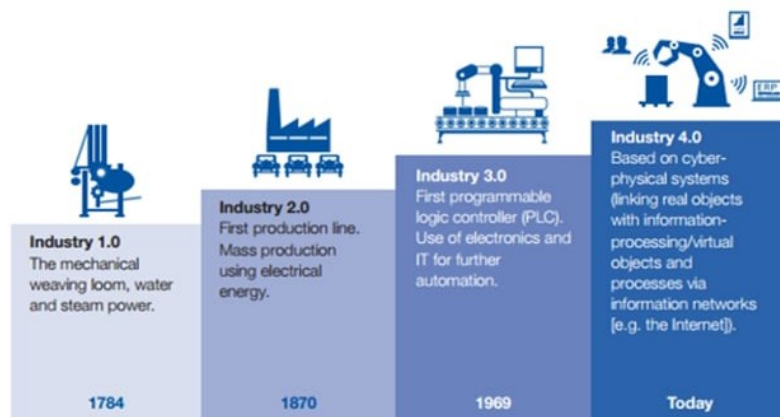 ERP
Industry 1.0
The mechanical
weaving loom, water
and steam power.
1784
Industry 2.0
First production line.
Mass production
using electrical
energy.
1870
Industry 3.0
First programmable
logic controller (PLC).
Use of electronics and
IT for further
automation.
1969
Industry 4.0
Based on cyber-
physical systems
(linking real objects
with information-
processing/virtual
objects and
processes via
information networks
[e.g. the Internet]).
Today